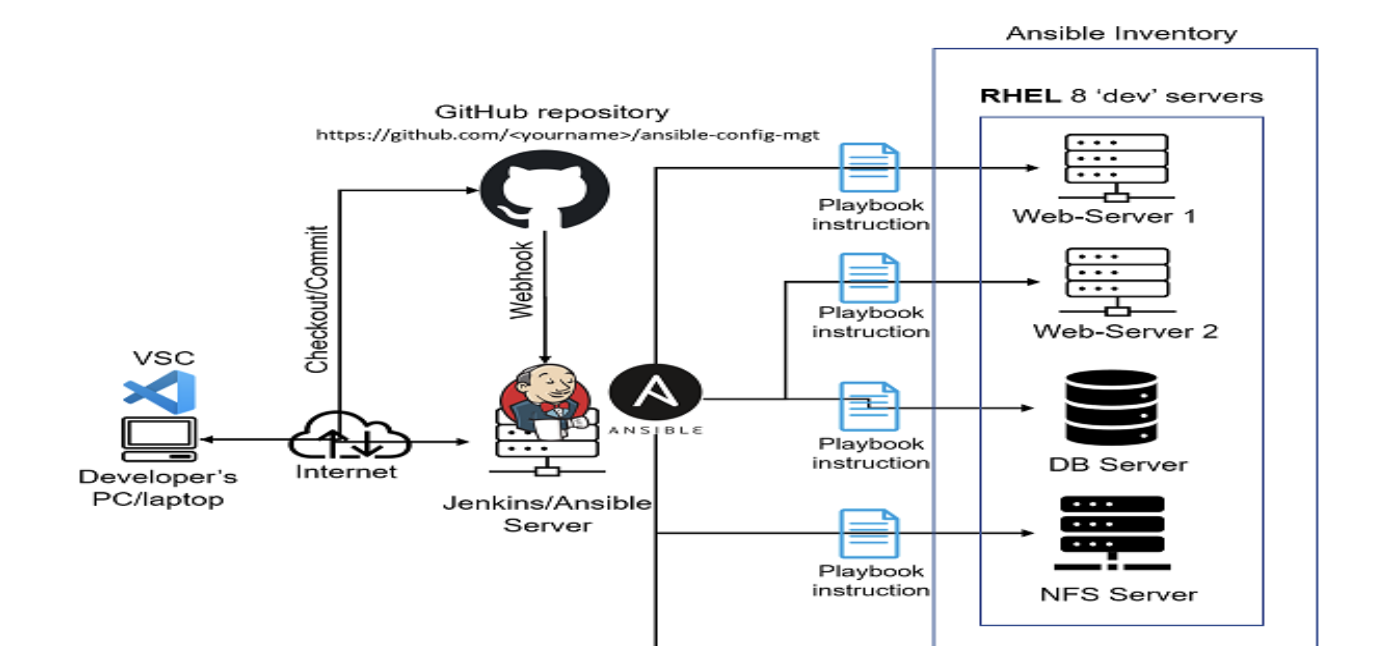 Ansible Inventory
RHEL 8 ‘dev’ servers
GitHub repository
https://github.com/<yourname>/ansible-config-mgt
Playbook
instruction
Web-Server 1
Checkout/Commit
Webhook
Playbook
instruction
Web-Server 2
VSC
ANSIBLE
Playbook
instruction
DB Server
Internet
Developer's
PC/laptop
Jenkins/Ansible
Server
Playbook
instruction
NFS Server